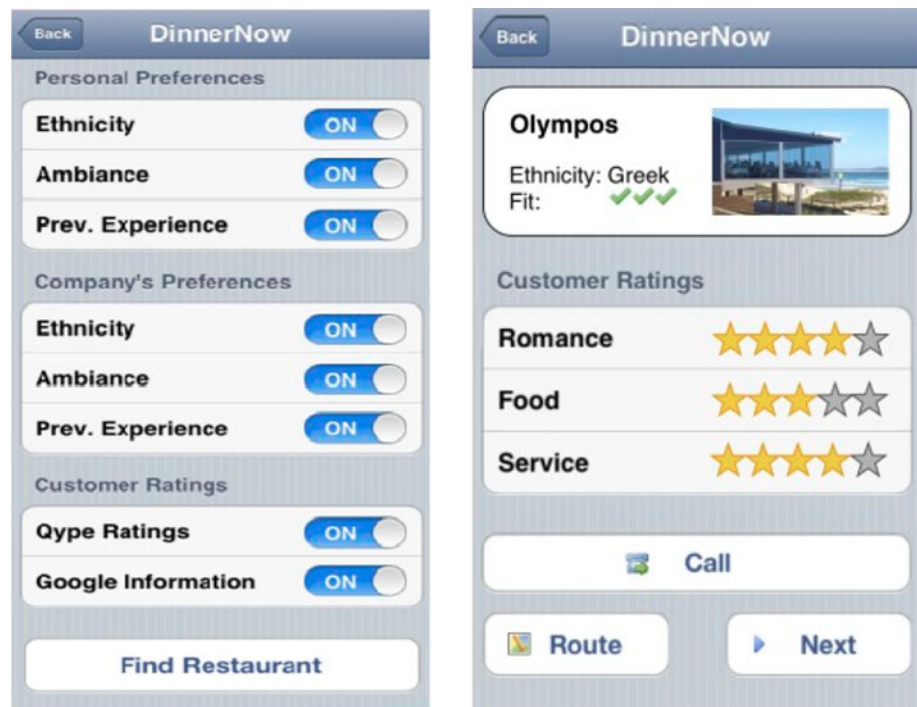 Back
DinnerNow
Personal Preferences
Ethnicity ON
Ambiance ON
Prev. Experience ON
Company's Preferences
Ethnicity ON
Ambiance ON
Prev. Experience ON
Customer Ratings
Qype Ratings ON
Google Information ON
Find Restaurant
Back
DinnerNow
Olympos
Ethnicity: Greek
Fit:
Customer Ratings
Romance
Food
Service
Call
Route
Next